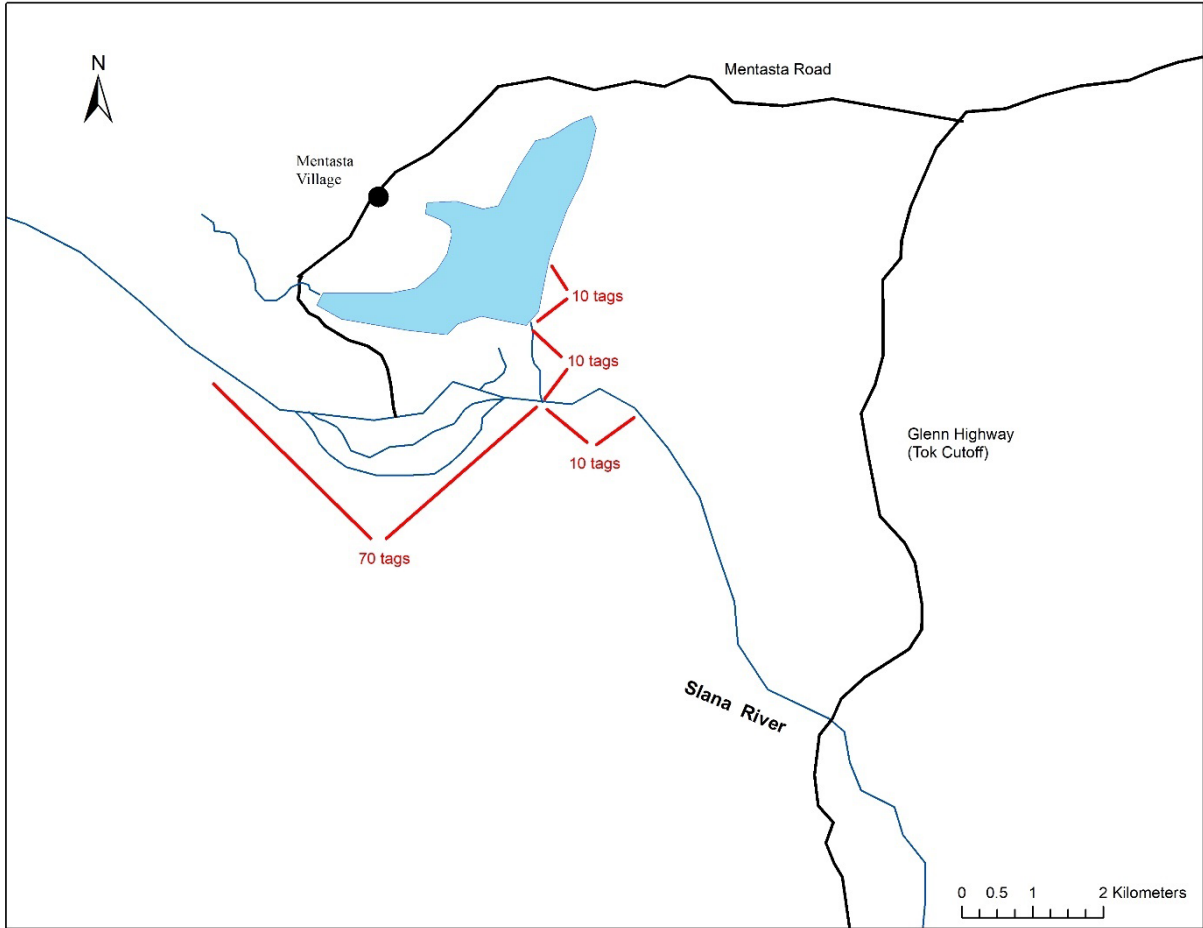 Mentasta Road
N
Mentasta
Village
10 tags
10 tags
Glenn Highway
(Tok Cutoff)
10 tags
70 tags
Slana River
0 0.5 1 2 Kilometers